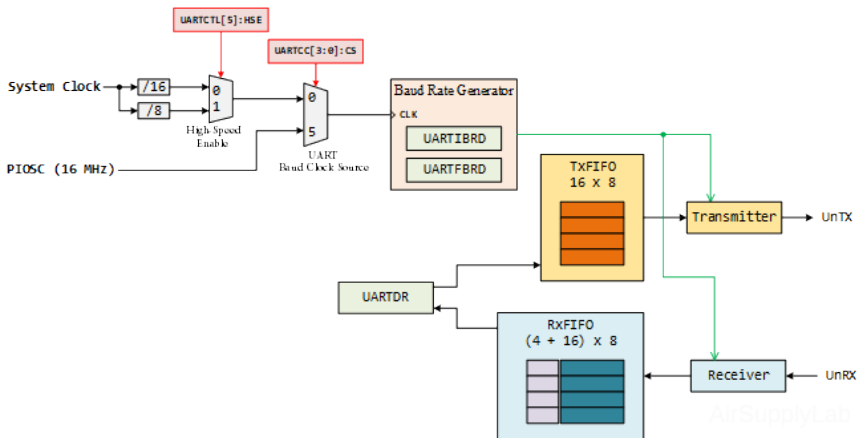 UARTCTL[5]:HSE
UARTCC[3:0]:CS
System Clock
/16
/8
0
1
High-Speed
Enable
0
5
UART
Baud Clock Source
PIOSC (16 MHz)
Baud Rate Generator
CLK
UARTIBRD
UARTFBRD
TxFIFO
16 x 8
Transmitter
UnTX
UARTDR
RxFIFO
(4 + 16) x 8
Receiver
UnRX
AirSupplyLab